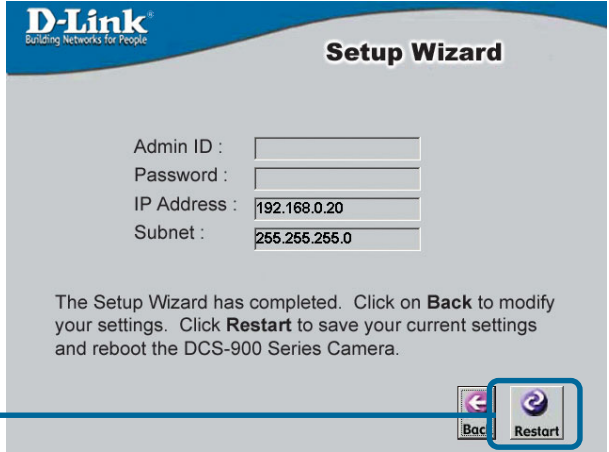 D-Link®
Building Networks for People
Setup Wizard
Admin ID :
Password :
IP Address : 192.168.0.20
Subnet : 255.255.255.0
The Setup Wizard has completed. Click on Back to modify
your settings. Click Restart to save your current settings
and reboot the DCS-900 Series Camera.
Back Restart